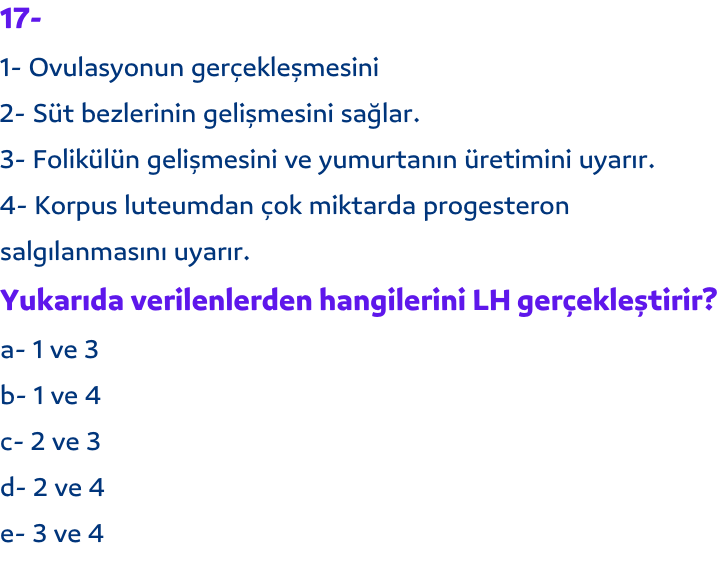 17-
1- Ovulasyonun gerçekleşmesini
2- Süt bezlerinin gelişmesini sağlar.
3- Folikülün gelişmesini ve yumurtanın üretimini uyarır.
4- Korpus luteumdan çok miktarda progesteron
salgılanmasını uyarır.
Yukarıda verilenlerden hangilerini LH gerçekleştirir?
a- 1 ve 3
b- 1 ve 4
c- 2 ve 3
d- 2 ve 4
e- 3 ve 4